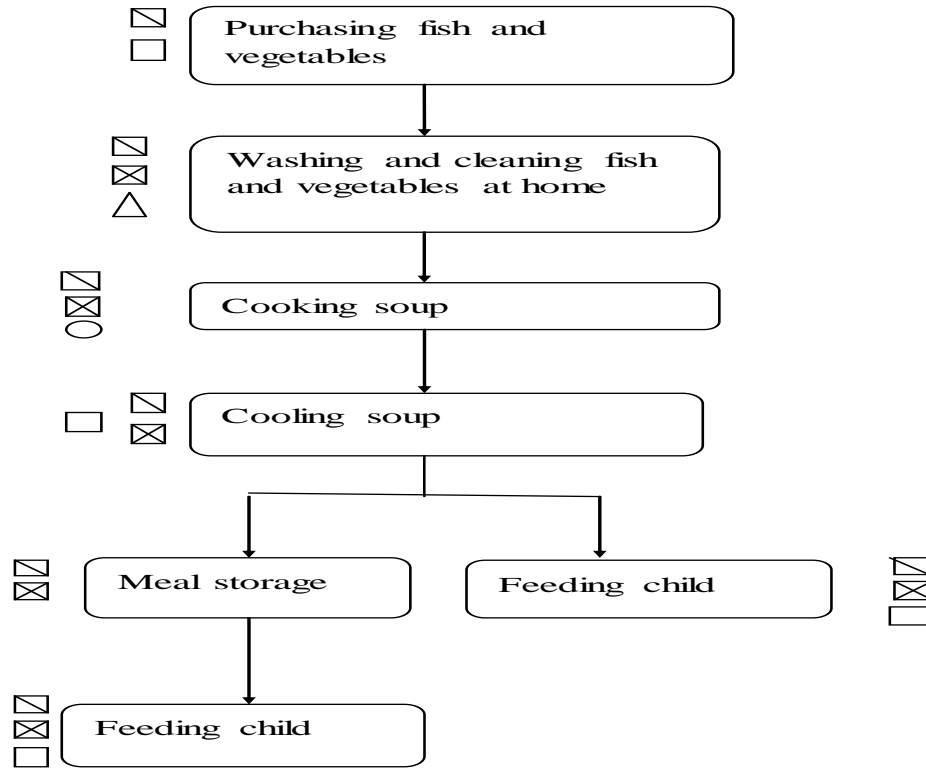 Purchasing fish and
vegetables
Washing and cleaning fish
and vegetables at home
Cooking soup
Cooling soup
Meal storage
Feeding child
Feeding child